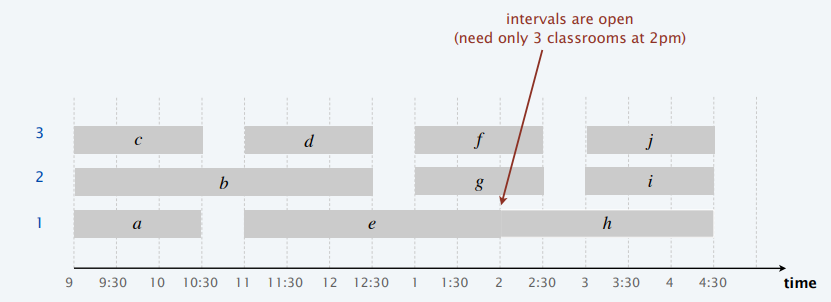 intervals are open
(need only 3 classrooms at 2pm)
3
c
d
f
j
2
b
g
i
1
a
e
h
9 9:30 10 10:30 11 11:30 12 12:30 1 1:30 2 2:30 3 3:30 4 4:30 time